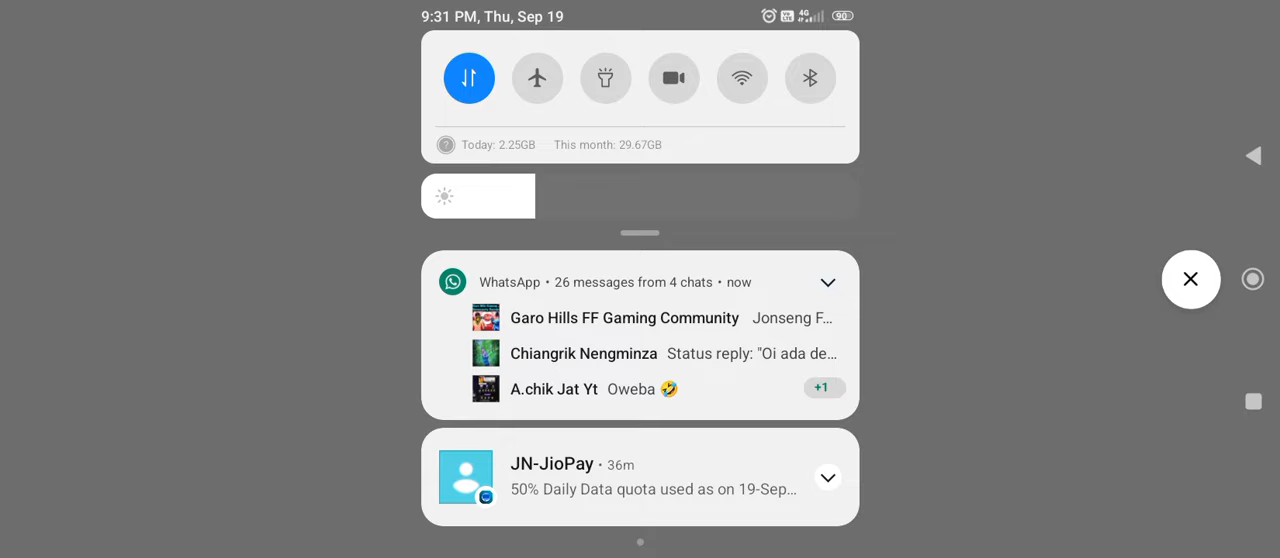 9:31 PM, Thu, Sep 19 4G 90
Today: 2.25GB This month: 29.67GB
WhatsApp • 26 messages from 4 chats • now
Garo Hills FF Gaming Community Jonseng F...
Chiangrik Nengminza Status reply: "Oi ada de...
A.chik Jat Yt Oweba 🤣 +1
JN-JioPay • 36m
50% Daily Data quota used as on 19-Sep...